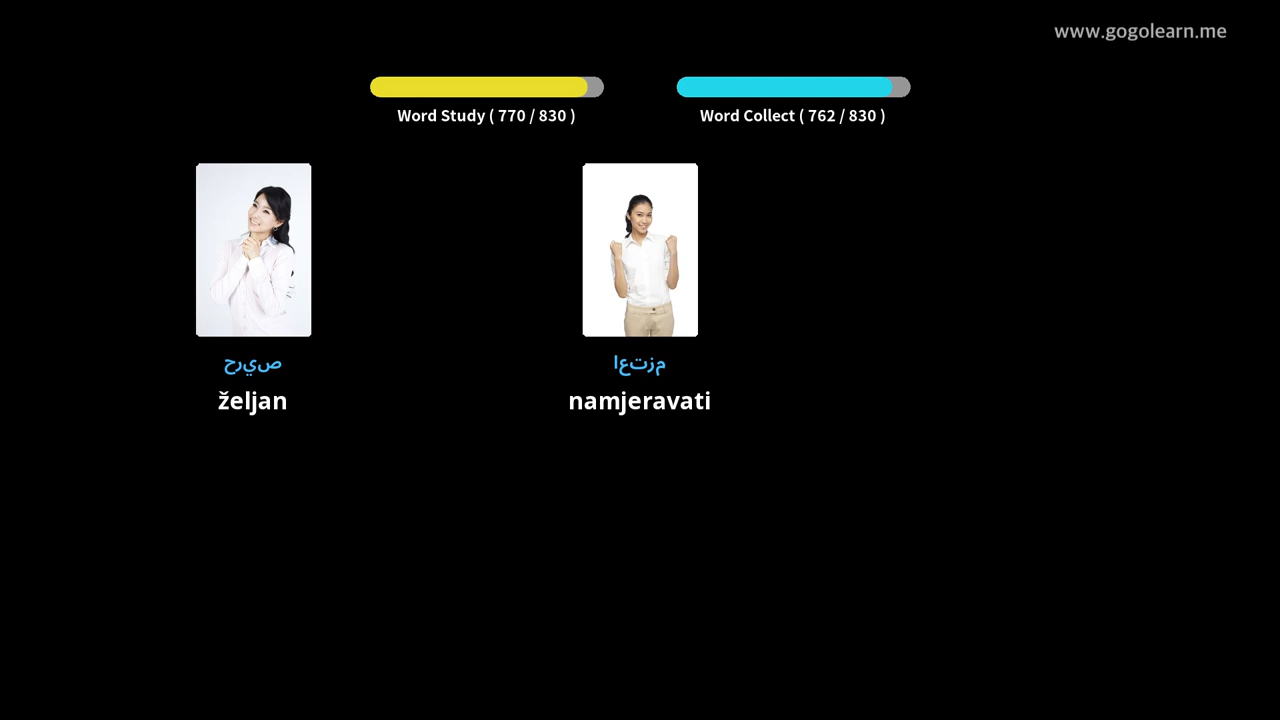 www.gogolearn.me
Word Study ( 770 / 830 )
Word Collect ( 762 / 830 )
حريص
željan
اعتزم
namjeravati